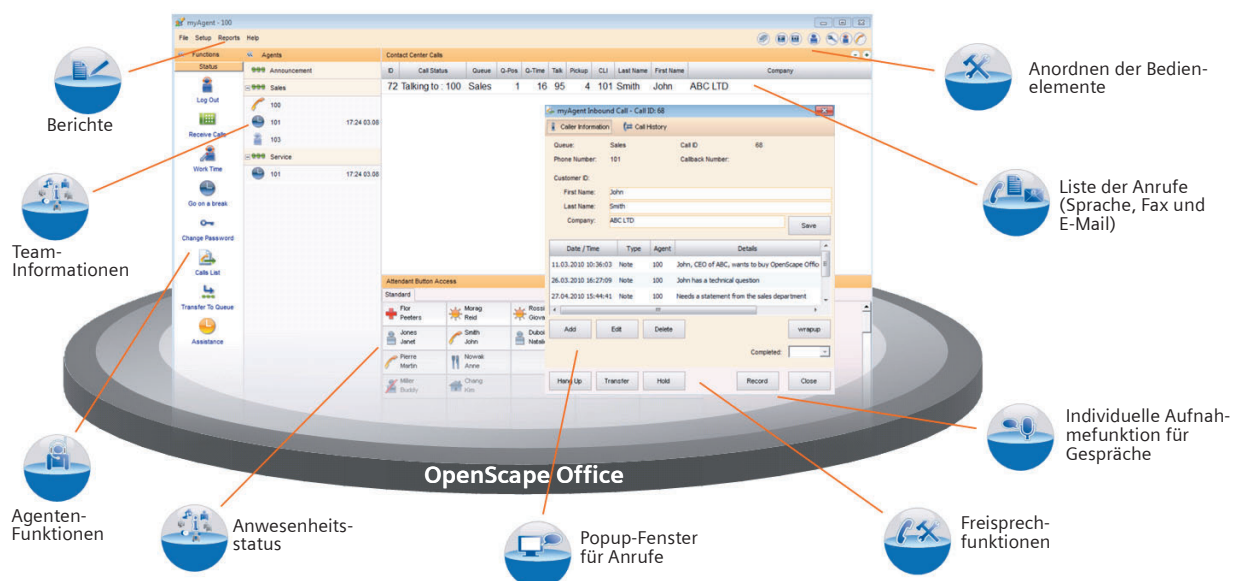 myAgent - 100
File Setup Reports Help
Functions
Agents
Contact Center Calls
Status
Log Out
Receive Calls
Work Time
Go on a break
Change Password
Calls List
Transfer To Queue
Assistance
Announcement
Sales
100
101 17:24 03.08
103
Service
101 17:24 03.08
ID Call Status Queue Q-Pos Q-Time Talk Pickup CLI Last Name First Name Company
72 Talking to : 100 Sales 1 16 95 4 101 Smith John ABC LTD
myAgent Inbound Call - Call ID: 68
Caller Information Call History
Queue: Sales Call ID 68
Phone Number: 101 Callback Number:
Customer ID:
First Name: John
Last Name: Smith
Company: ABC LTD
Save
Date / Time Type Agent Details
11.03.2010 10:36:03 Note 100 John, CEO of ABC, wants to buy OpenScape Offic
26.03.2010 16:27:09 Note 100 John has a technical question
27.04.2010 15:44:41 Note 100 Needs a statement from the sales department
Add Edit Delete wrapup
Completed:
Hang Up Transfer Hold Record Close
Attendant Button Access
Standard
Flor
Peeters
Morag
Reid
Rossi
Giova
Jones
Janet
Smith
John
Duboi
Natali
Pierre
Martin
Nowak
Anne
Miller
Buddy
Chang
Kim
OpenScape Office
Berichte
Team-
Informationen
Agenten-
Funktionen
Anwesenheits-
status
Popup-Fenster
für Anrufe
Freisprech-
funktionen
Individuelle Aufnah-
mefunktion für
Gespräche
Liste der Anrufe
(Sprache, Fax und
E-Mail)
Anordnen der Bedien-
elemente